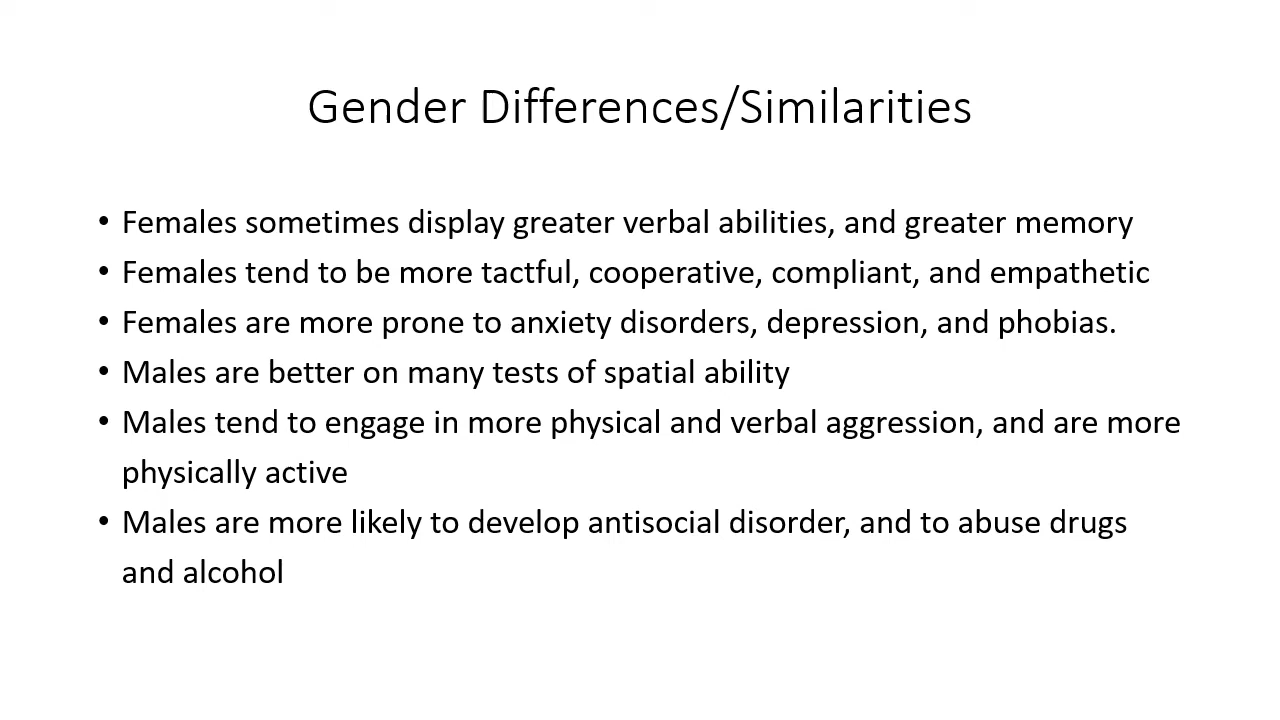 Gender Differences/Similarities
• Females sometimes display greater verbal abilities, and greater memory
• Females tend to be more tactful, cooperative, compliant, and empathetic
• Females are more prone to anxiety disorders, depression, and phobias.
• Males are better on many tests of spatial ability
• Males tend to engage in more physical and verbal aggression, and are more
physically active
• Males are more likely to develop antisocial disorder, and to abuse drugs
and alcohol